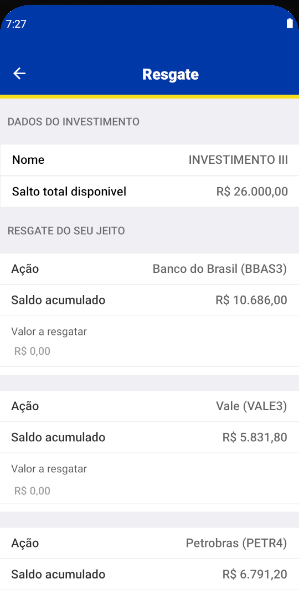 7:27
Resgate
DADOS DO INVESTIMENTO
Nome INVESTIMENTO III
Salto total disponivel R$ 26.000,00
RESGATE DO SEU JEITO
Ação Banco do Brasil (BBAS3)
Saldo acumulado R$ 10.686,00
Valor a resgatar
R$ 0,00
Ação Vale (VALE3)
Saldo acumulado R$ 5.831,80
Valor a resgatar
R$ 0,00
Ação Petrobras (PETR4)
Saldo acumulado R$ 6.791,20